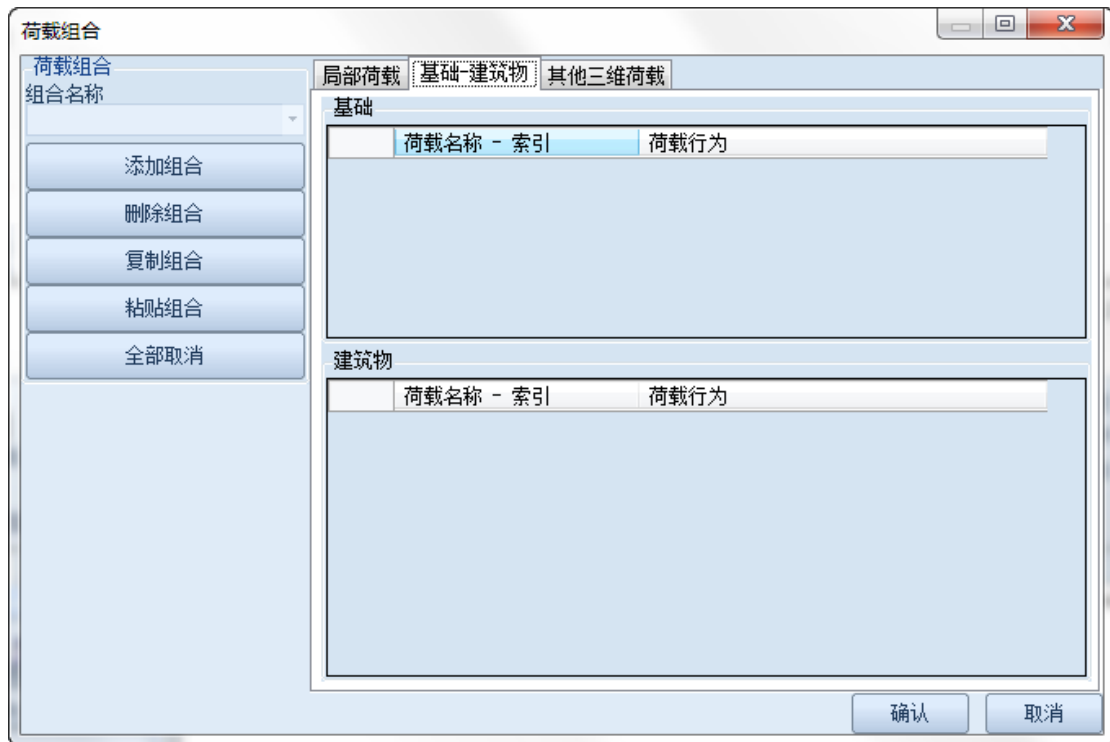 荷载组合
荷载组合
组合名称
添加组合
删除组合
复制组合
粘贴组合
全部取消
局部荷载 基础-建筑物 其他三维荷载
基础
荷载名称 - 索引 荷载行为
建筑物
荷载名称 - 索引 荷载行为
确认 取消